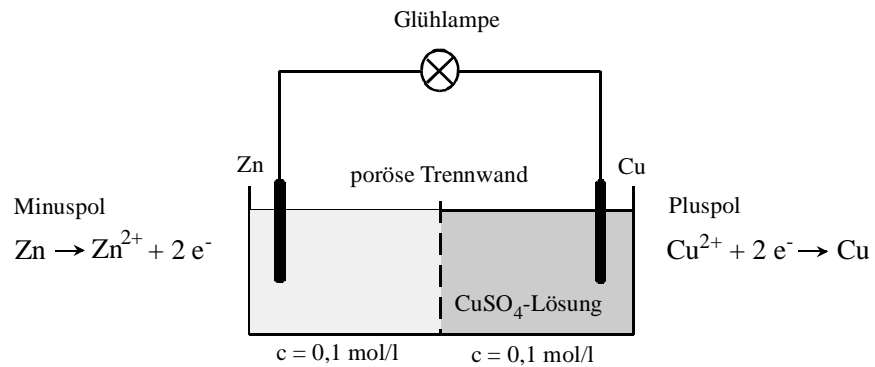 Glühlampe
Zn
poröse Trennwand
Cu
Minuspol
Zn → Zn²⁺ + 2 e⁻
Pluspol
Cu²⁺ + 2 e⁻ → Cu
CuSO₄-Lösung
c = 0,1 mol/l
c = 0,1 mol/l